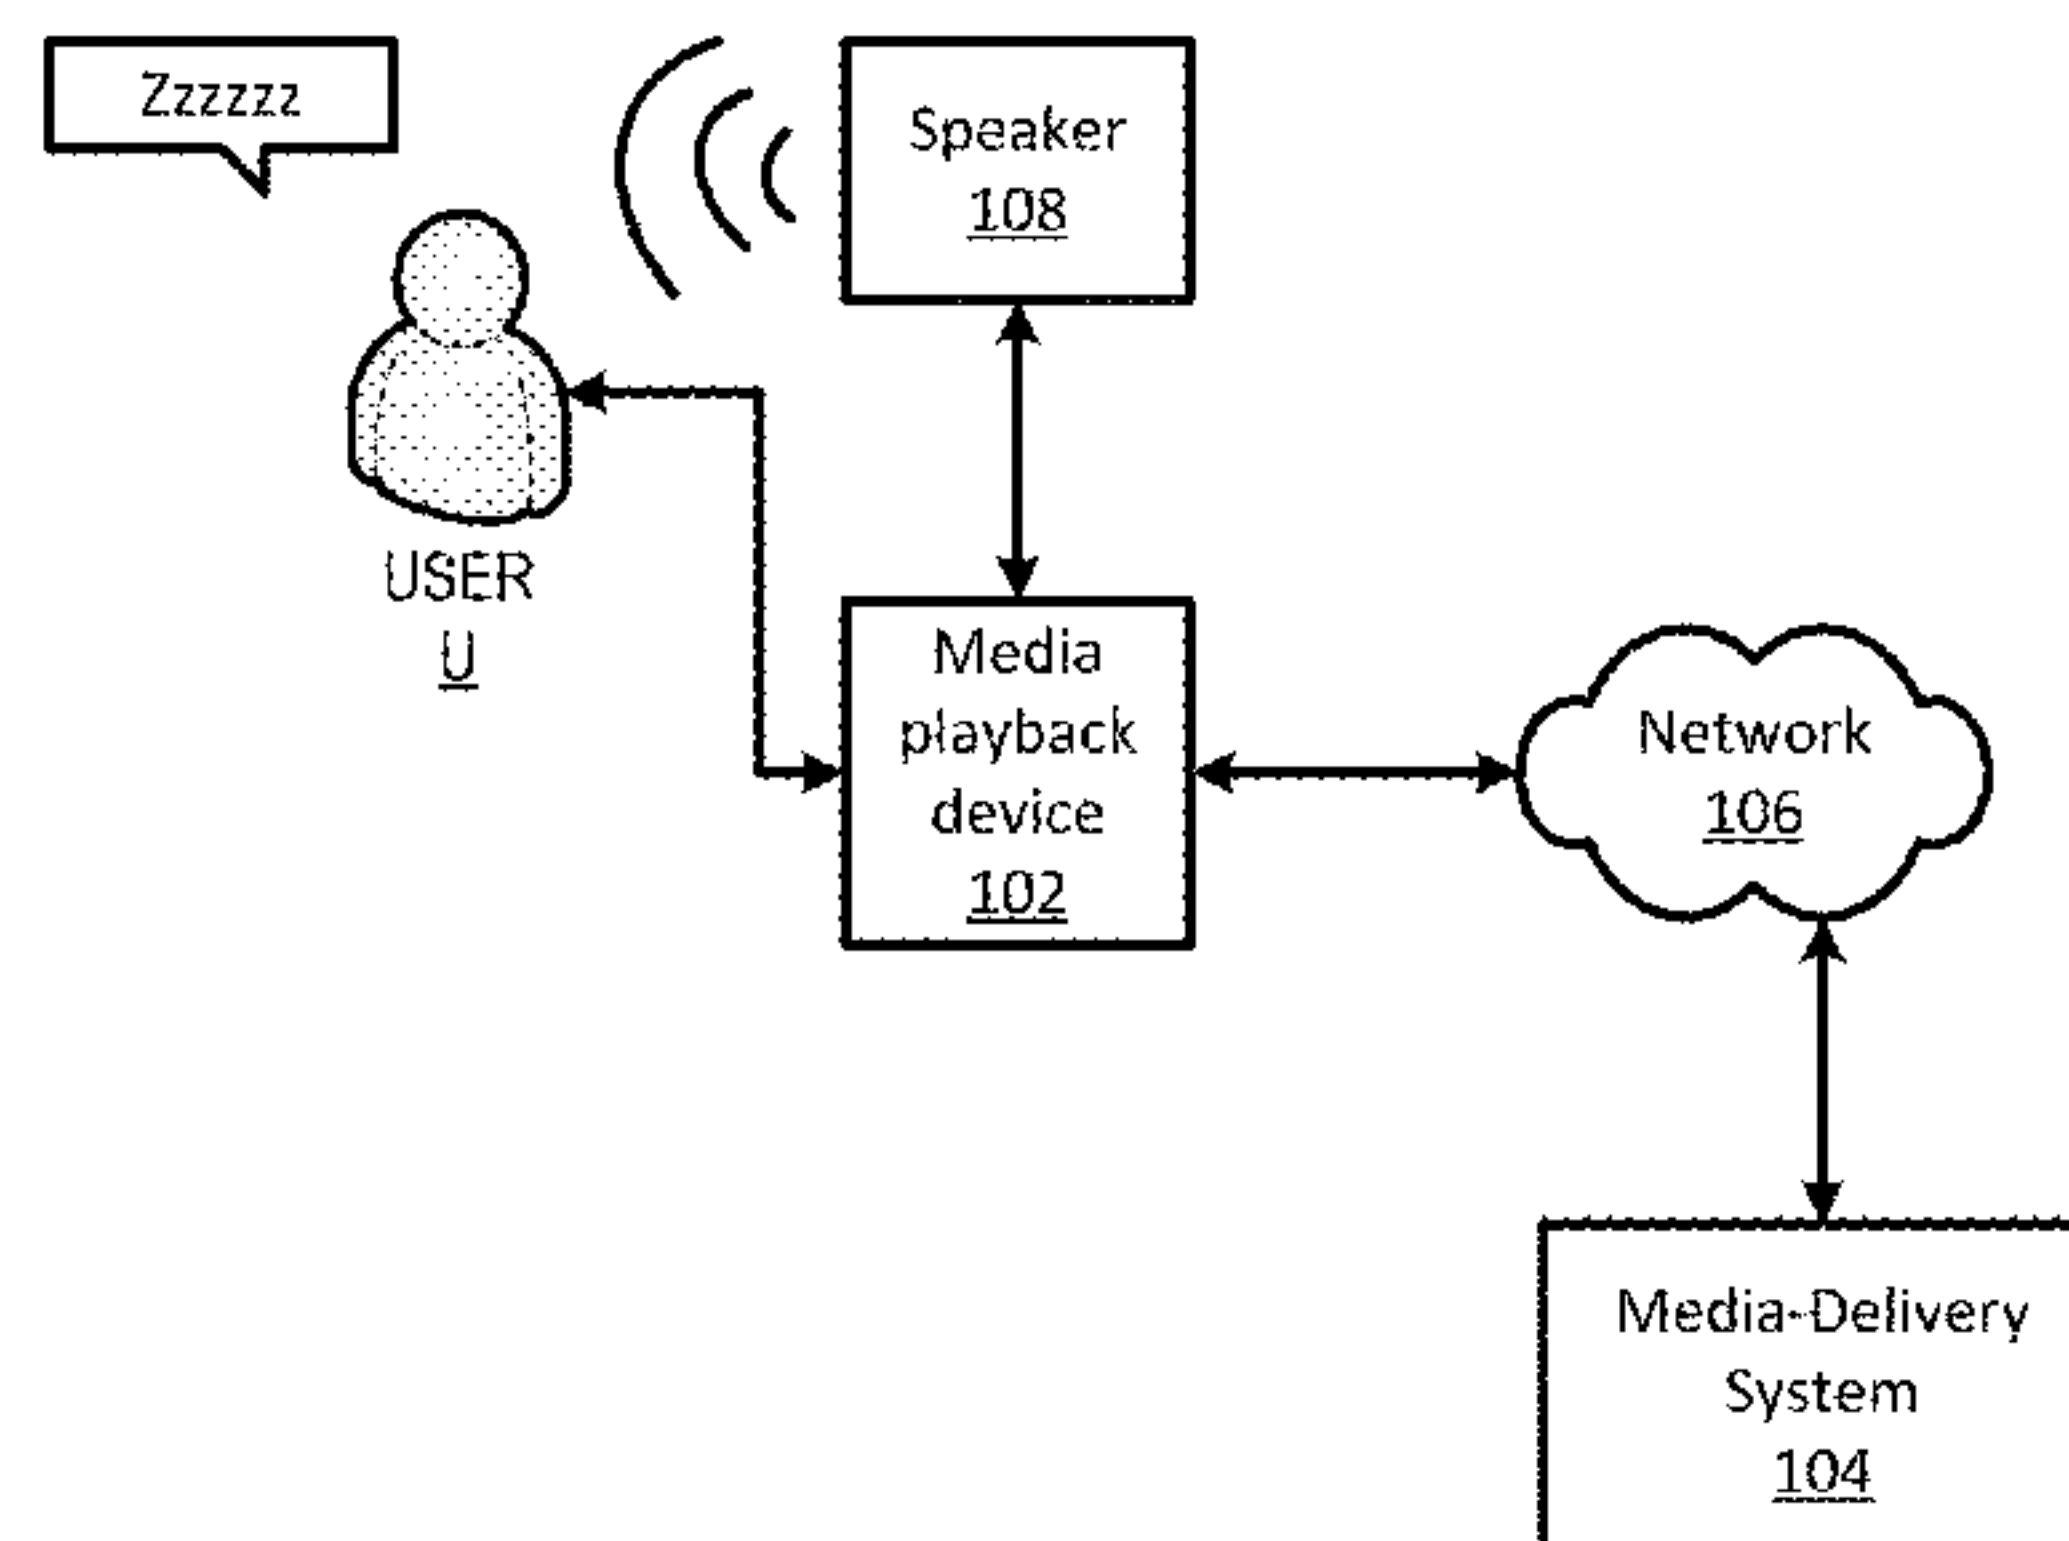 Zzzzzz
Speaker
108
USER
U
Media
playback
device
102
Network
106
Media-Delivery
System
104